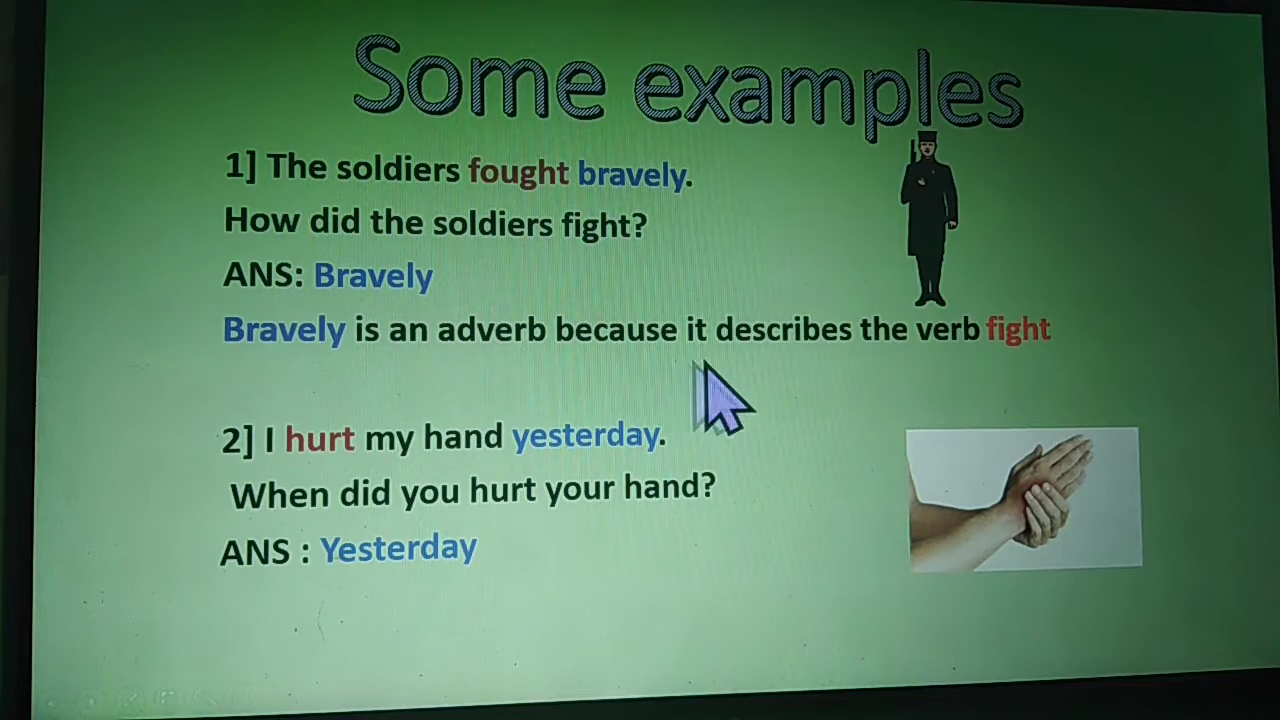 Some examples
1] The soldiers fought bravely.
How did the soldiers fight?
ANS: Bravely
Bravely is an adverb because it describes the verb fight
2] I hurt my hand yesterday.
When did you hurt your hand?
ANS : Yesterday